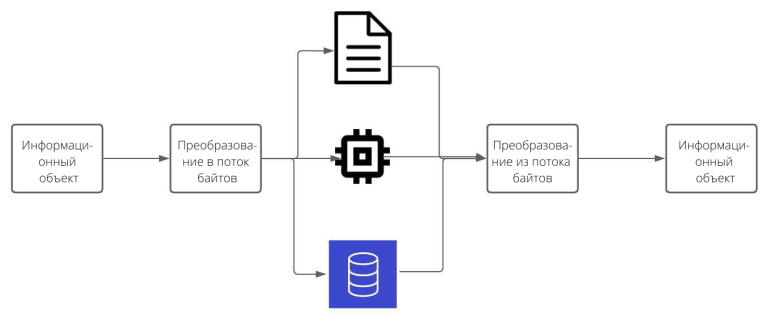 Информаци-
онный
объект
Преобразова-
ние в поток
байтов
Преобразова-
ние из потока
байтов
Информаци-
онный
объект